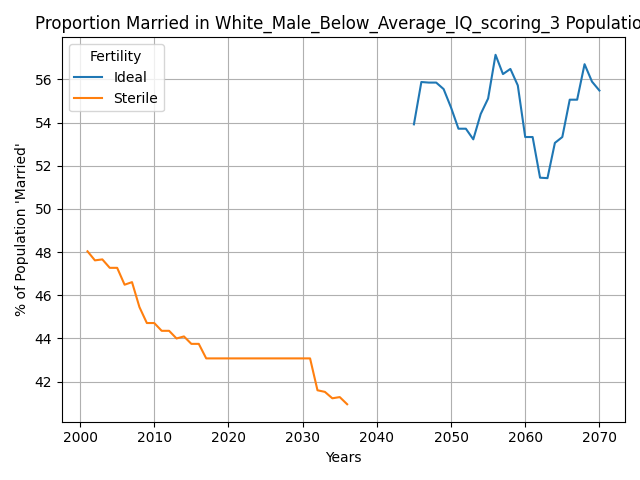 Proportion Married in White_Male_Below_Average_IQ_scoring_3 Populatio
Fertility
Ideal
Sterile
56
54
52
50
48
46
44
42
% of Population 'Married'
2000 2010 2020 2030 2040 2050 2060 2070
Years